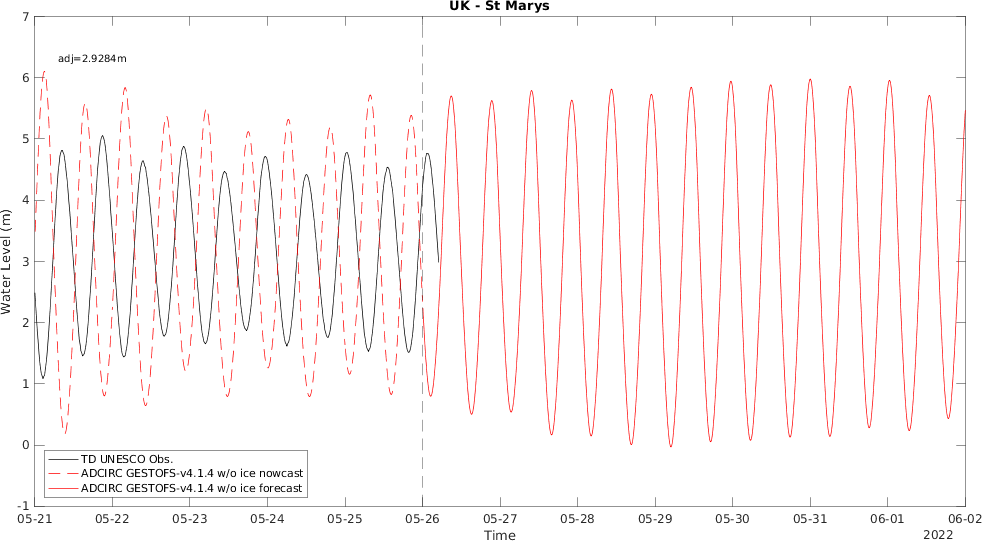 UK - St Marys
adj=2.9284m
Water Level (m)
7
6
5
4
3
2
1
0
-1
TD UNESCO Obs.
ADCIRC GESTOFS-v4.1.4 w/o ice nowcast
ADCIRC GESTOFS-v4.1.4 w/o ice forecast
05-21 05-22 05-23 05-24 05-25 05-26 05-27 05-28 05-29 05-30 05-31 06-01 06-02
Time
2022